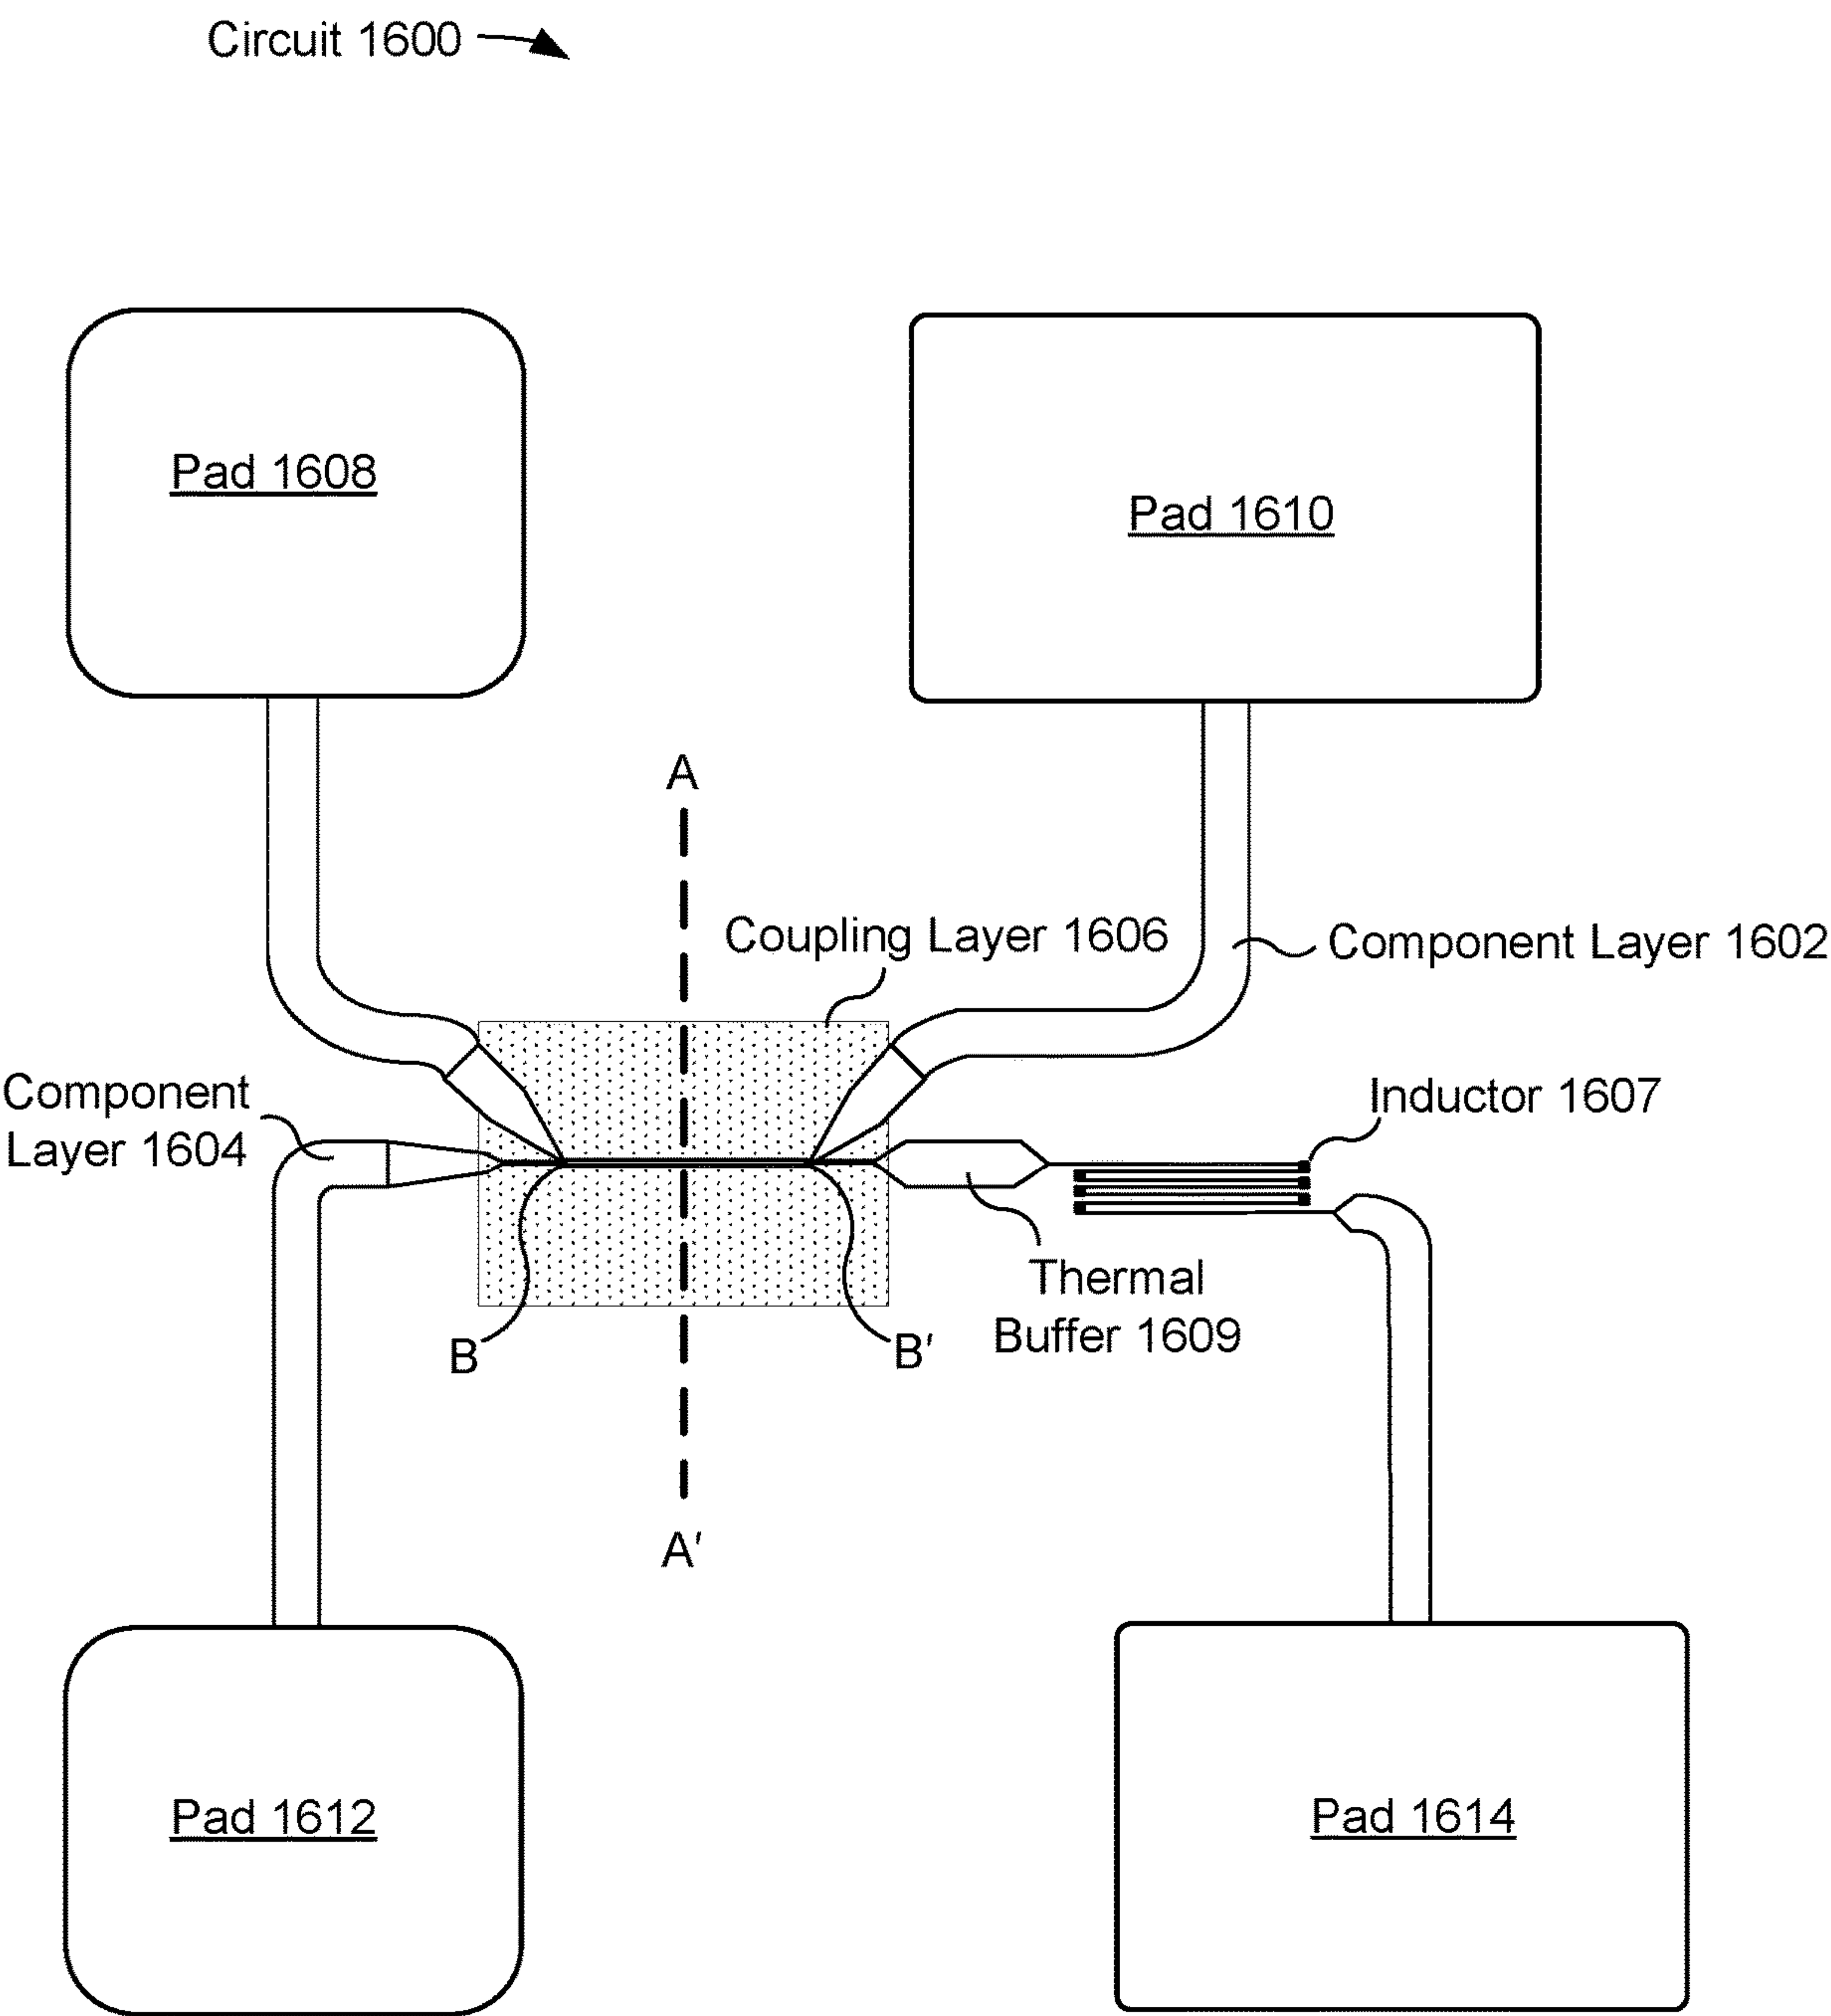 Circuit 1600
Pad 1608
Pad 1610
A
Coupling Layer 1606
Component Layer 1602
Component
Layer 1604
Inductor 1607
Thermal
Buffer 1609
B
B'
A'
Pad 1612
Pad 1614